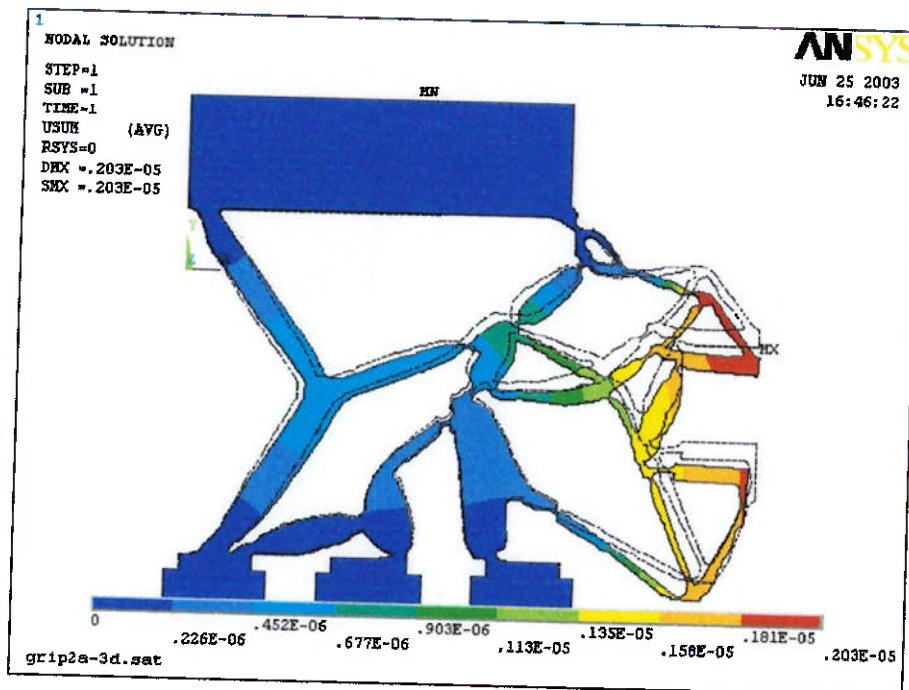 1
NODAL SOLUTION
STEP=1
SUB =1
TIME=1
USUM (AVG)
RSYS=0
DMX =.203E-05
SMX =.203E-05
ANSYS
JUN 25 2003
16:46:22
MN
MX
0
.226E-06
.452E-06
.677E-06
.903E-06
.113E-05
.135E-05
.158E-05
.181E-05
.203E-05
grip2a-3d.sat